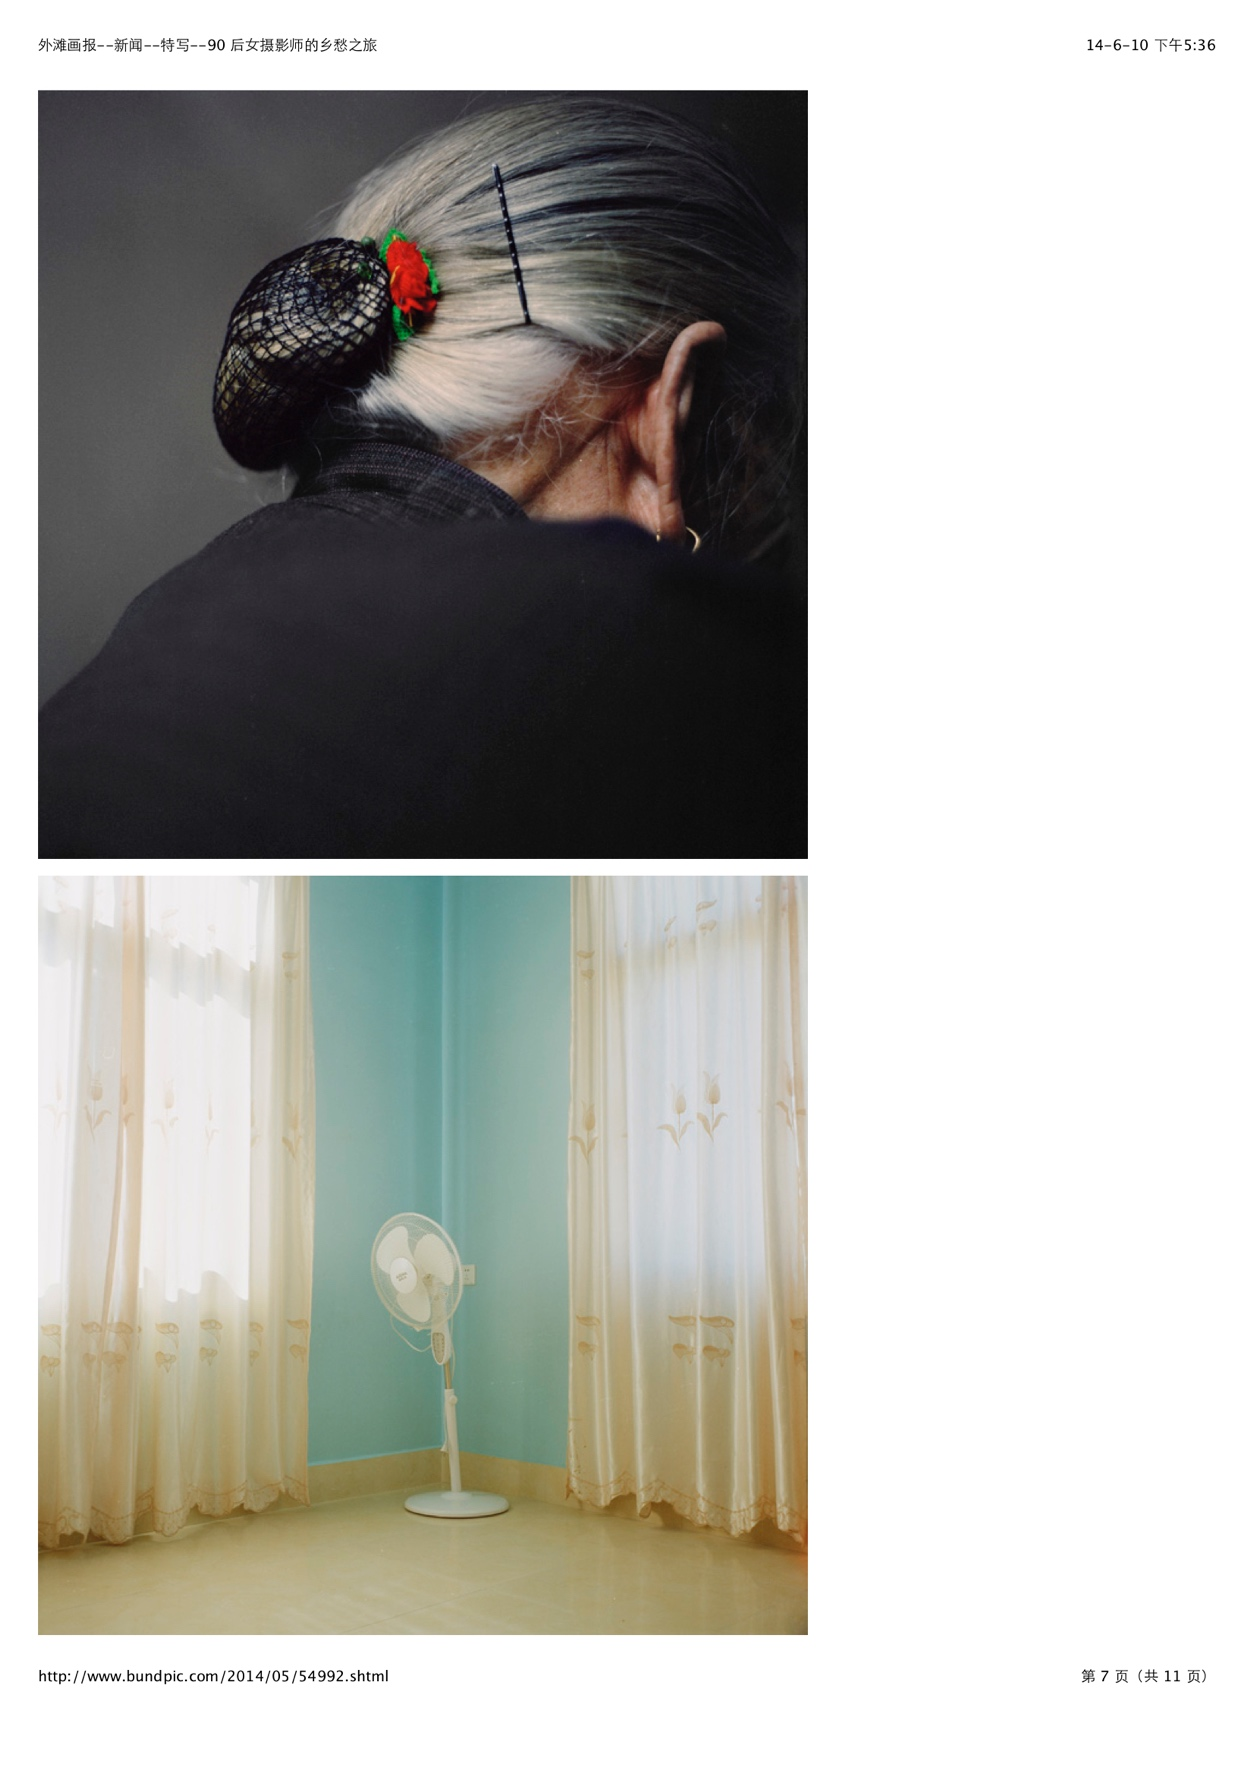 外滩画报--新闻--特写--90 后女摄影师的乡愁之旅
14-6-10 下午5:36
http://www.bundpic.com/2014/05/54992.shtml
第 7 页（共 11 页）